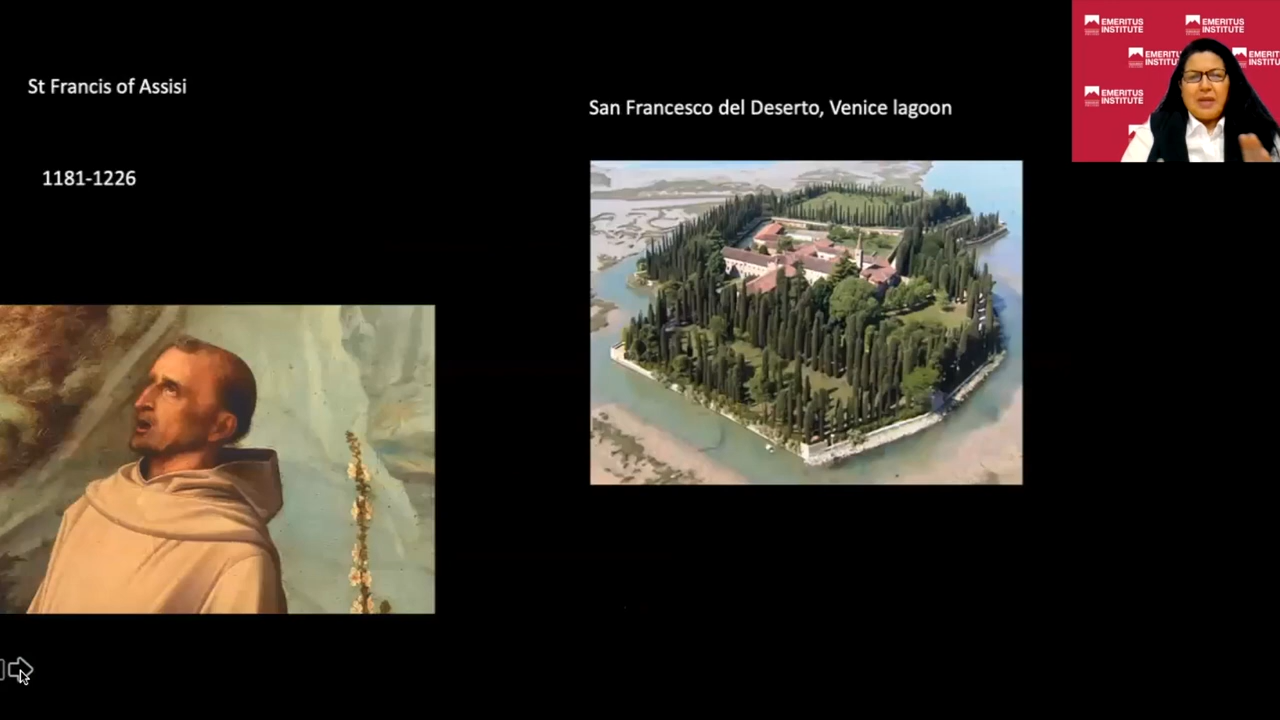 St Francis of Assisi
San Francesco del Deserto, Venice lagoon
1181-1226
EMERITUS
INSTITUTE
EMERITUS
INSTITUTE
EMERITUS
INSTITUTE